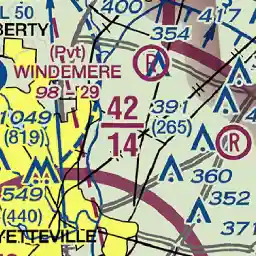 L 50
BERTY
(Pvt)
WINDEMERE
98 - 29
354
417
R
42
14
391
(265)
1049
(819)
R
549
(440)
360
352
371
YETTEVILLE